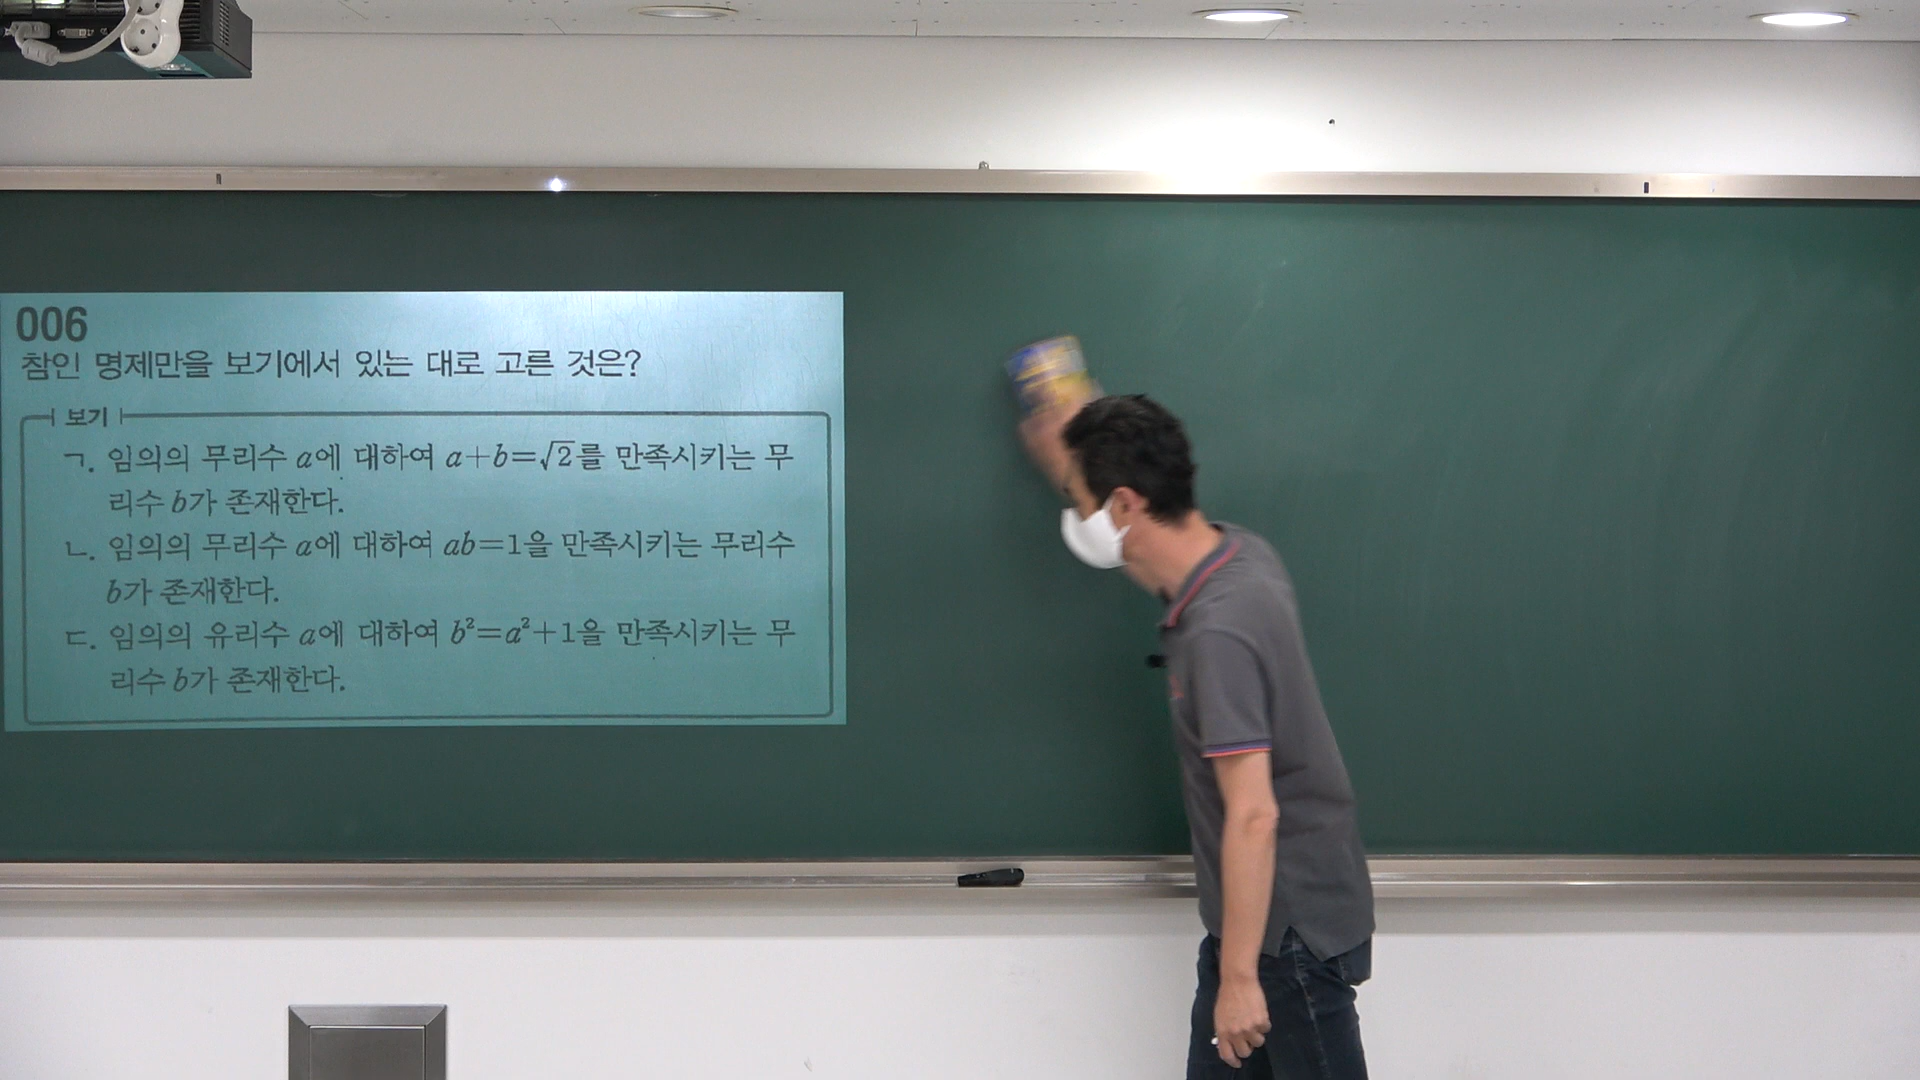 006
참인 명제만을 보기에서 있는 대로 고른 것은?
보기
ㄱ. 임의의 무리수 a에 대하여 a+b=√2를 만족시키는 무
리수 b가 존재한다.
ㄴ. 임의의 무리수 a에 대하여 ab=1을 만족시키는 무리수
b가 존재한다.
ㄷ. 임의의 유리수 a에 대하여 b²=a²+1을 만족시키는 무
리수 b가 존재한다.